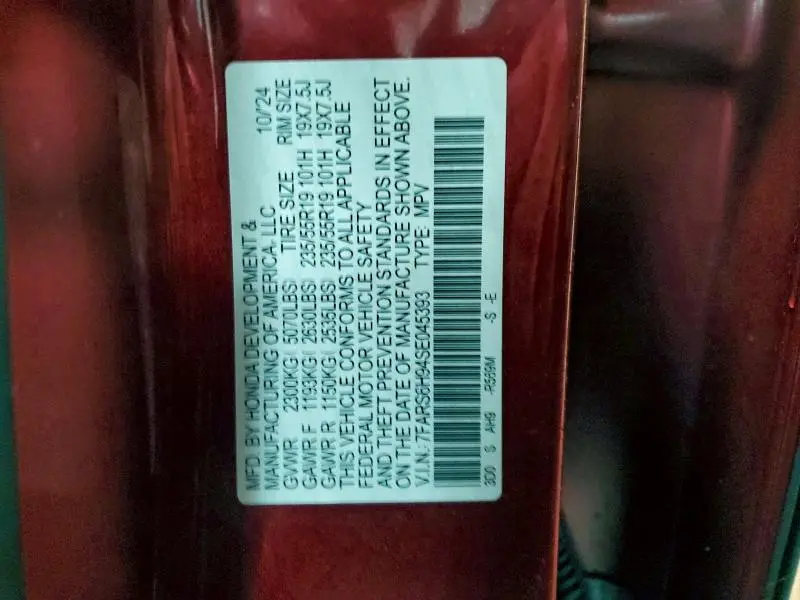 MFD. BY HONDA DEVELOPMENT &
MANUFACTURING OF AMERICA, LLC 10/24
GVWR 2300KG( 5070LBS) TIRE SIZE RIM SIZE
GAWR F 1193KG( 2630LBS) 235/55R19 101H 19X7.5J
GAWR R 1150KG( 2535LBS) 235/55R19 101H 19X7.5J
THIS VEHICLE CONFORMS TO ALL APPLICABLE
FEDERAL MOTOR VEHICLE SAFETY
AND THEFT PREVENTION STANDARDS IN EFFECT
ON THE DATE OF MANUFACTURE SHOWN ABOVE.
V.I.N.: 7FARS6H94SE045393 TYPE: MPV
3D0 S AH9 -R569M -S -E